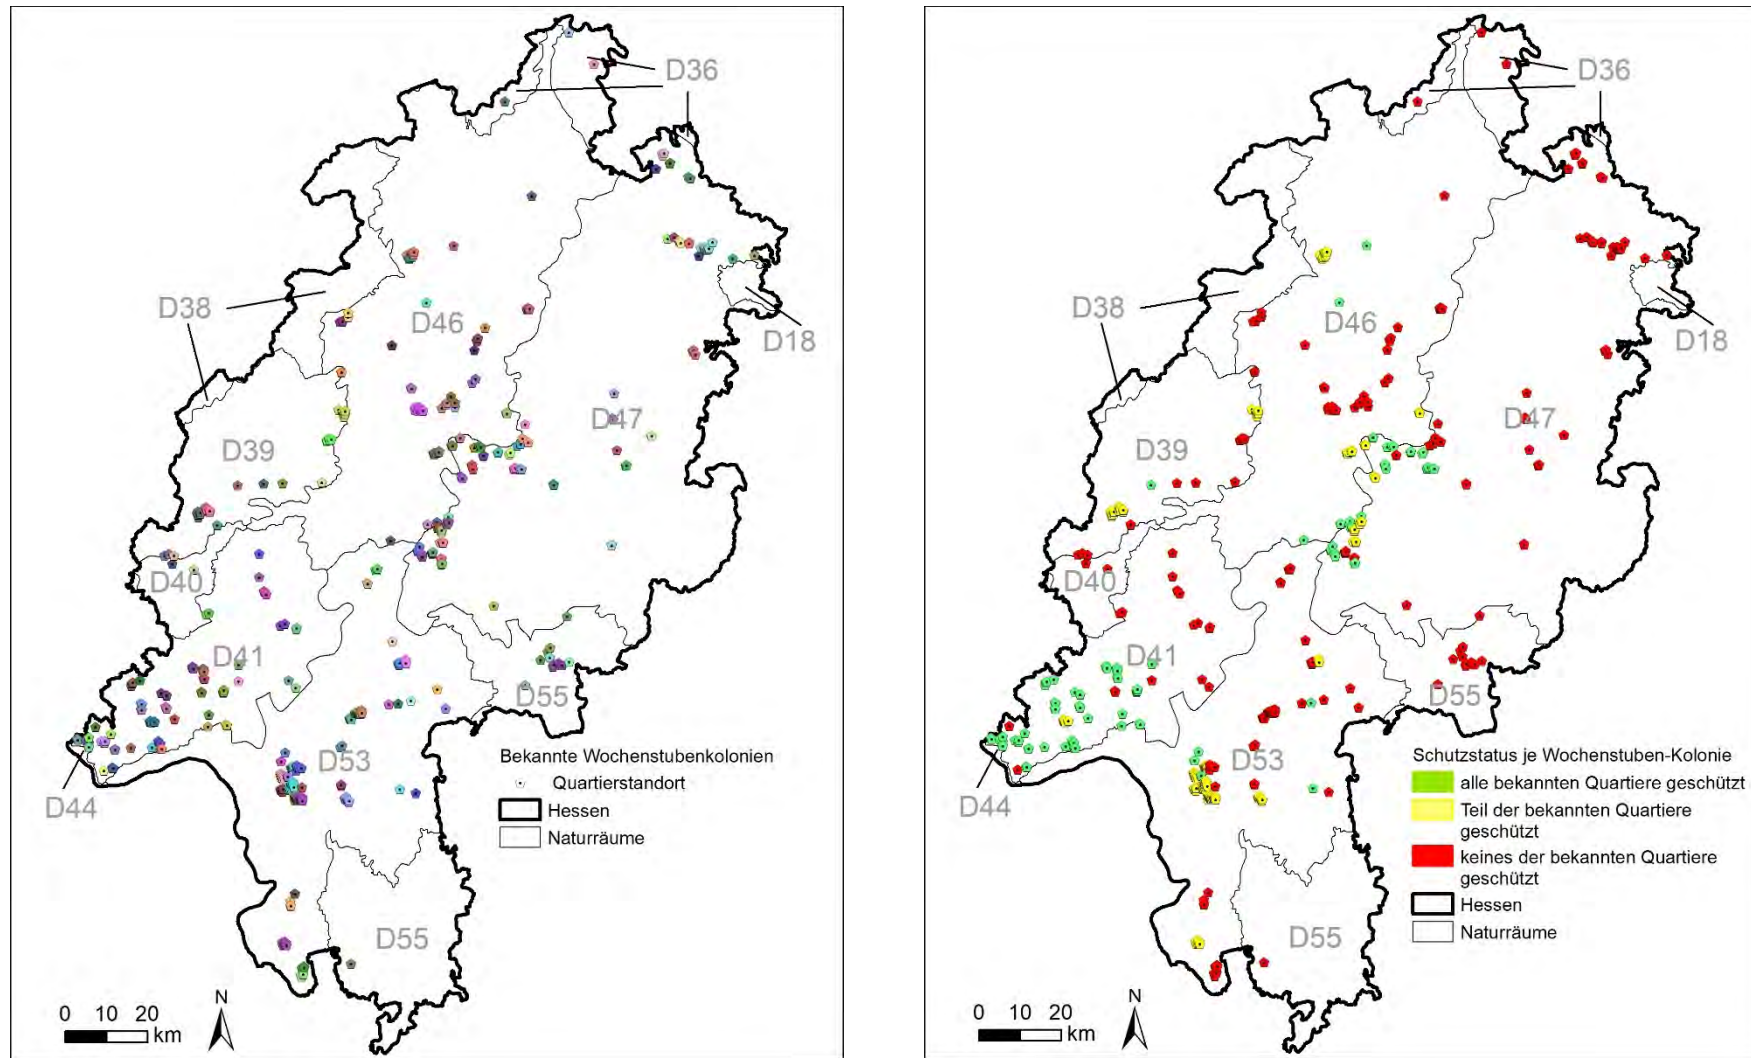 D36
D38
D46
D18
D47
D39
D40
D41
D55
D53
D44
D55
Bekannte Wochenstubenkolonien
Quartierstandort
Hessen
Naturräume
0 10 20
km
N
D36
D38
D46
D18
D47
D39
D40
D41
D55
D53
D44
D55
Schutzstatus je Wochenstuben-Kolonie
alle bekannten Quartiere geschützt
Teil der bekannten Quartiere
geschützt
keines der bekannten Quartiere
geschützt
Hessen
Naturräume
0 10 20
km
N